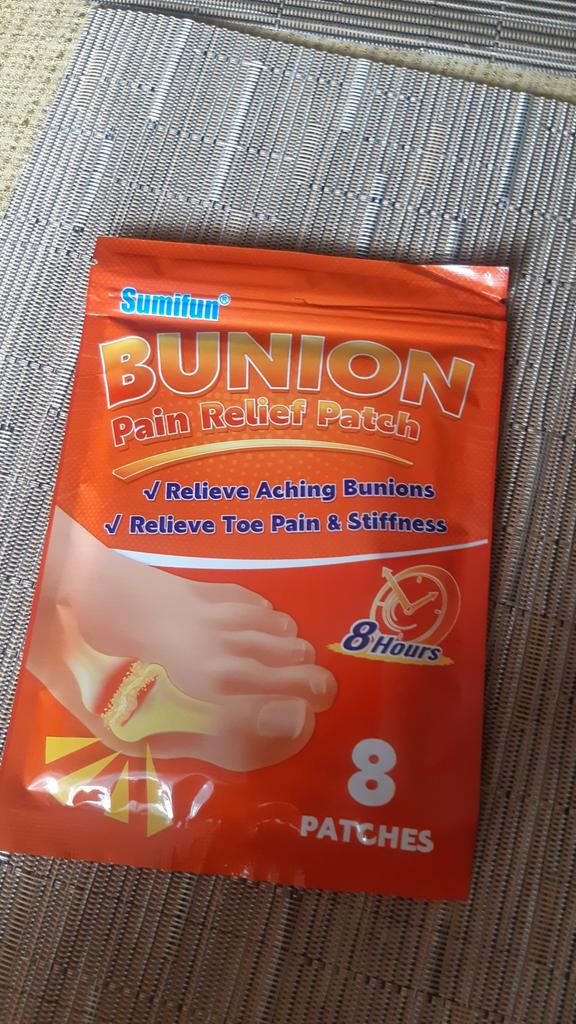 Sumifun®
BUNION
Pain Relief Patch
√ Relieve Aching Bunions
√ Relieve Toe Pain & Stiffness
8 Hours
8
PATCHES